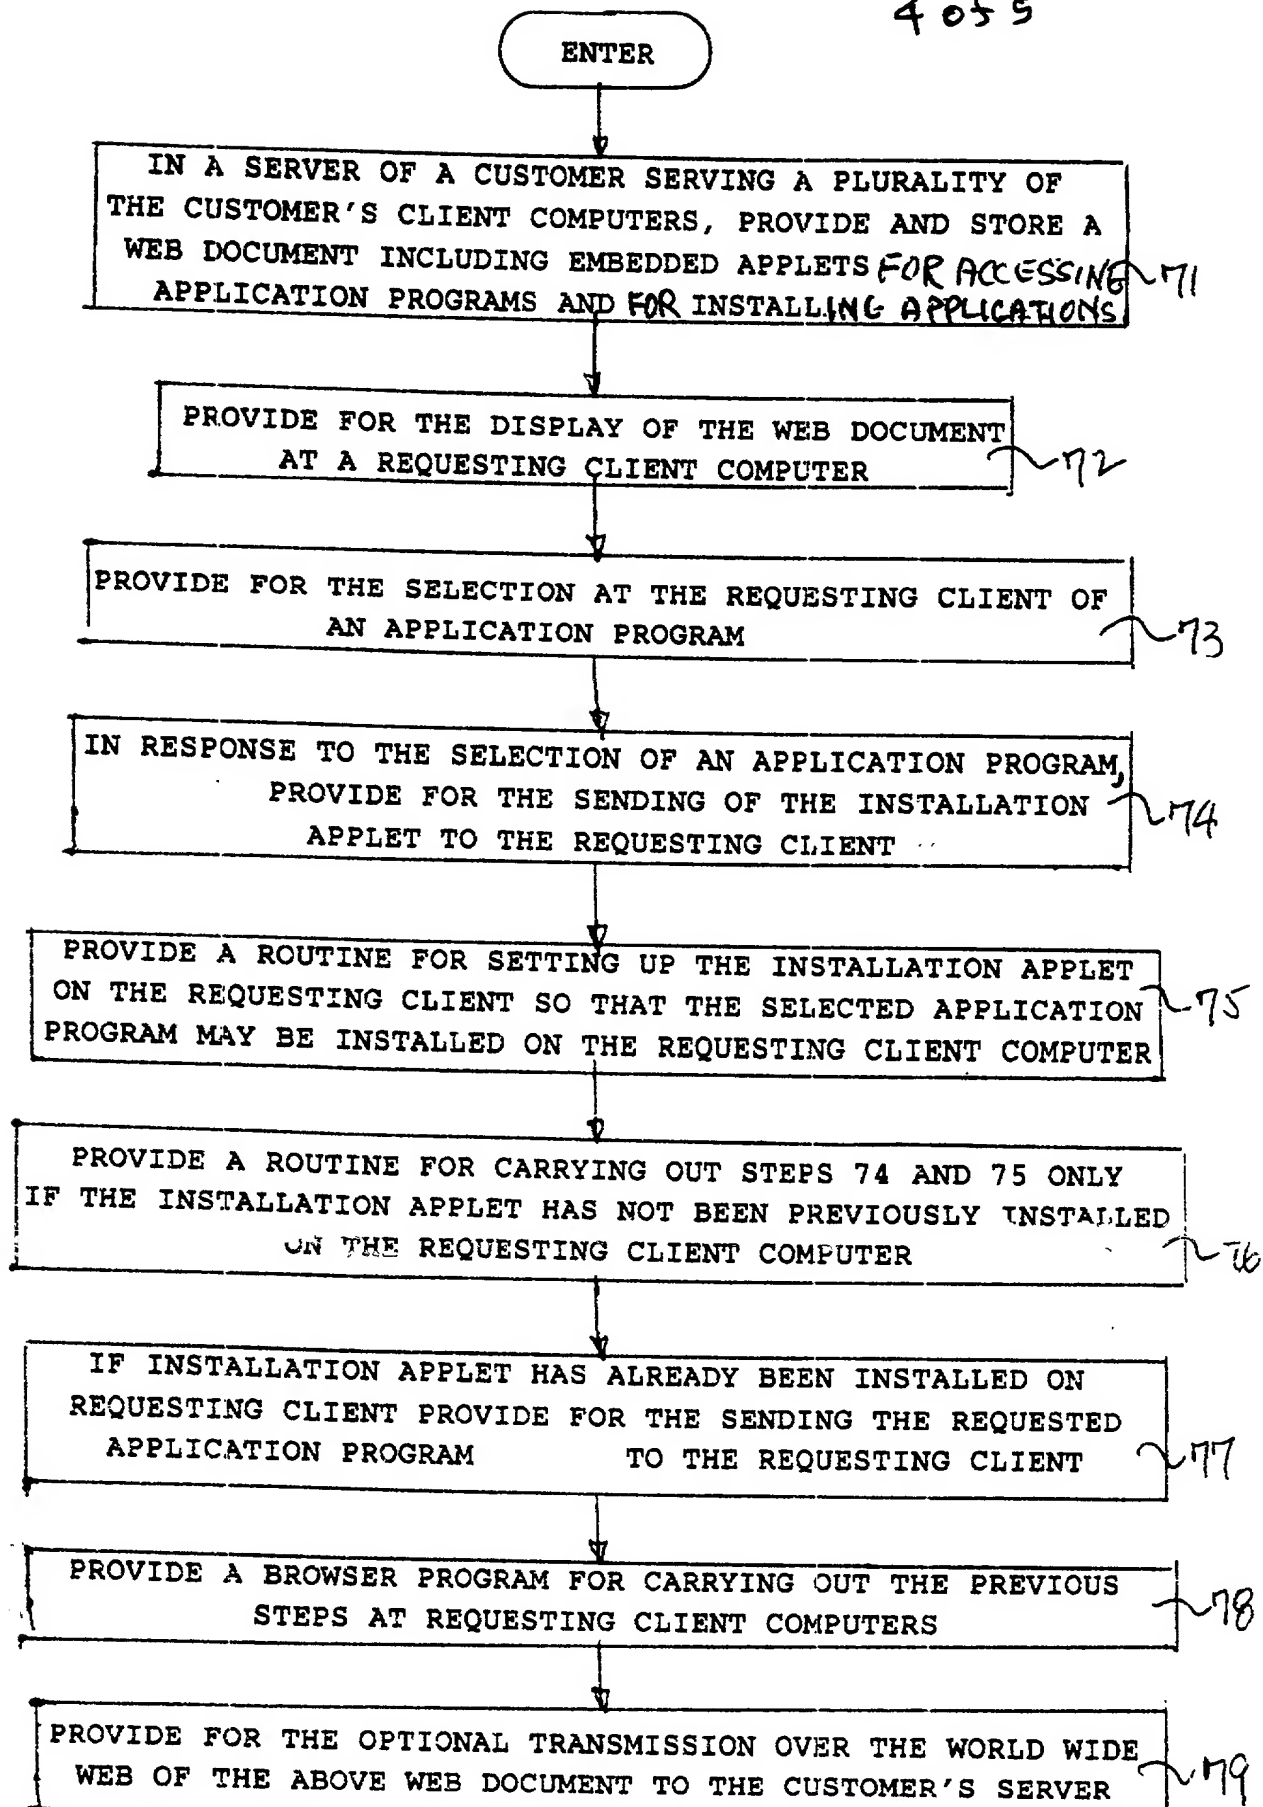 4 of 5
ENTER
IN A SERVER OF A CUSTOMER SERVING A PLURALITY OF
THE CUSTOMER'S CLIENT COMPUTERS, PROVIDE AND STORE A
WEB DOCUMENT INCLUDING EMBEDDED APPLETS FOR ACCESSING
APPLICATION PROGRAMS AND FOR INSTALLING APPLICATIONS
71
PROVIDE FOR THE DISPLAY OF THE WEB DOCUMENT
AT A REQUESTING CLIENT COMPUTER
72
PROVIDE FOR THE SELECTION AT THE REQUESTING CLIENT OF
AN APPLICATION PROGRAM
73
IN RESPONSE TO THE SELECTION OF AN APPLICATION PROGRAM,
PROVIDE FOR THE SENDING OF THE INSTALLATION
APPLET TO THE REQUESTING CLIENT
74
PROVIDE A ROUTINE FOR SETTING UP THE INSTALLATION APPLET
ON THE REQUESTING CLIENT SO THAT THE SELECTED APPLICATION
PROGRAM MAY BE INSTALLED ON THE REQUESTING CLIENT COMPUTER
75
PROVIDE A ROUTINE FOR CARRYING OUT STEPS 74 AND 75 ONLY
IF THE INSTALLATION APPLET HAS NOT BEEN PREVIOUSLY INSTALLED
ON THE REQUESTING CLIENT COMPUTER
76
IF INSTALLATION APPLET HAS ALREADY BEEN INSTALLED ON
REQUESTING CLIENT PROVIDE FOR THE SENDING THE REQUESTED
APPLICATION PROGRAM TO THE REQUESTING CLIENT
77
PROVIDE A BROWSER PROGRAM FOR CARRYING OUT THE PREVIOUS
STEPS AT REQUESTING CLIENT COMPUTERS
78
PROVIDE FOR THE OPTIONAL TRANSMISSION OVER THE WORLD WIDE
WEB OF THE ABOVE WEB DOCUMENT TO THE CUSTOMER'S SERVER
79